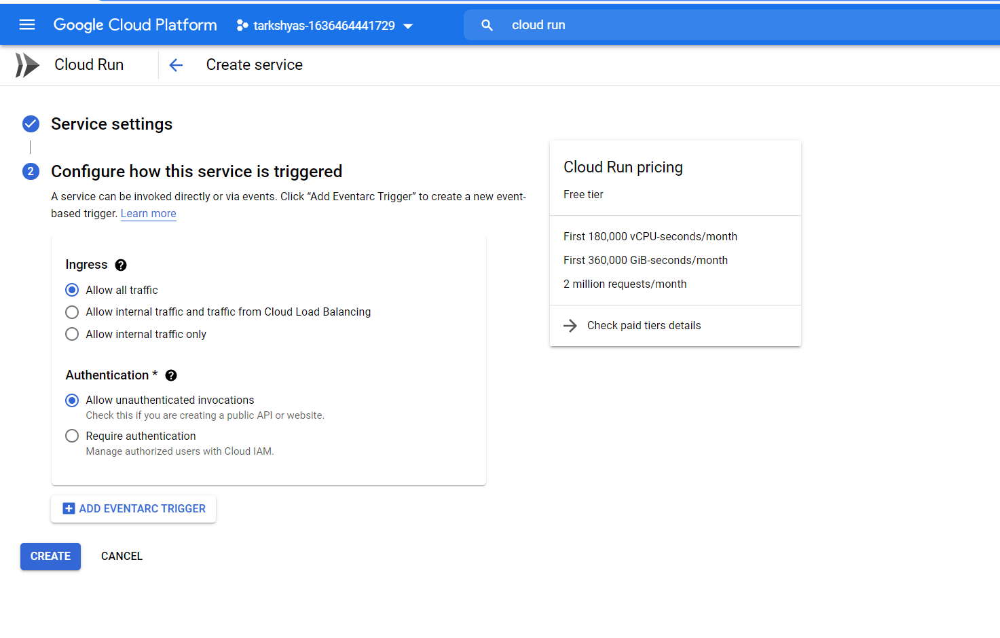 Google Cloud Platform tarkshyas-1636464441729 cloud run
Cloud Run Create service
Service settings
2 Configure how this service is triggered
A service can be invoked directly or via events. Click “Add Eventarc Trigger” to create a new event-
based trigger. Learn more
Ingress ?
Allow all traffic
Allow internal traffic and traffic from Cloud Load Balancing
Allow internal traffic only
Authentication * ?
Allow unauthenticated invocations
Check this if you are creating a public API or website.
Require authentication
Manage authorized users with Cloud IAM.
ADD EVENTARC TRIGGER
CREATE CANCEL
Cloud Run pricing
Free tier
First 180,000 vCPU-seconds/month
First 360,000 GiB-seconds/month
2 million requests/month
Check paid tiers details